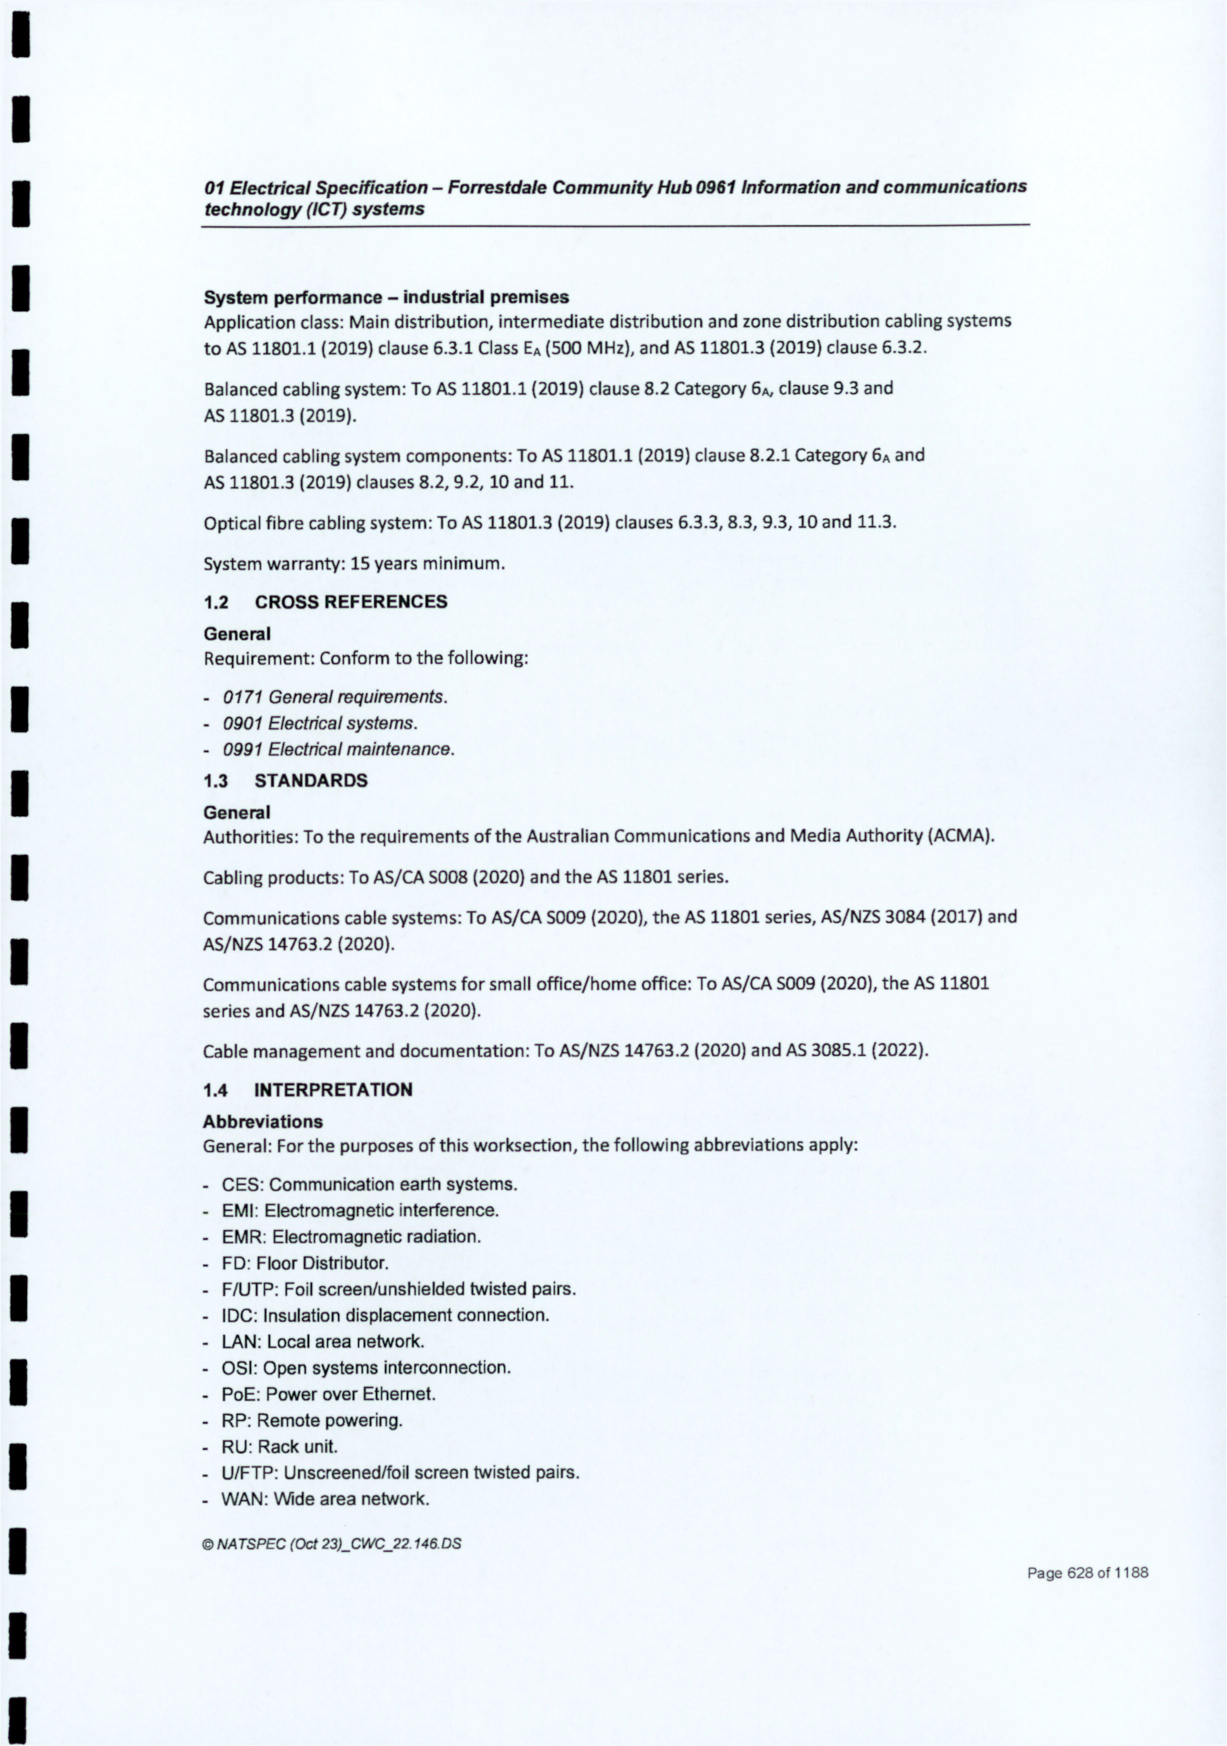 01 Electrical Specification – Forrestdale Community Hub 0961 Information and communications
technology (ICT) systems
System performance – industrial premises
Application class: Main distribution, intermediate distribution and zone distribution cabling systems
to AS 11801.1 (2019) clause 6.3.1 Class EA (500 MHz), and AS 11801.3 (2019) clause 6.3.2.
Balanced cabling system: To AS 11801.1 (2019) clause 8.2 Category 6A, clause 9.3 and
AS 11801.3 (2019).
Balanced cabling system components: To AS 11801.1 (2019) clause 8.2.1 Category 6A and
AS 11801.3 (2019) clauses 8.2, 9.2, 10 and 11.
Optical fibre cabling system: To AS 11801.3 (2019) clauses 6.3.3, 8.3, 9.3, 10 and 11.3.
System warranty: 15 years minimum.
1.2 CROSS REFERENCES
General
Requirement: Conform to the following:
- 0171 General requirements.
- 0901 Electrical systems.
- 0991 Electrical maintenance.
1.3 STANDARDS
General
Authorities: To the requirements of the Australian Communications and Media Authority (ACMA).
Cabling products: To AS/CA S008 (2020) and the AS 11801 series.
Communications cable systems: To AS/CA S009 (2020), the AS 11801 series, AS/NZS 3084 (2017) and
AS/NZS 14763.2 (2020).
Communications cable systems for small office/home office: To AS/CA S009 (2020), the AS 11801
series and AS/NZS 14763.2 (2020).
Cable management and documentation: To AS/NZS 14763.2 (2020) and AS 3085.1 (2022).
1.4 INTERPRETATION
Abbreviations
General: For the purposes of this worksection, the following abbreviations apply:
- CES: Communication earth systems.
- EMI: Electromagnetic interference.
- EMR: Electromagnetic radiation.
- FD: Floor Distributor.
- F/UTP: Foil screen/unshielded twisted pairs.
- IDC: Insulation displacement connection.
- LAN: Local area network.
- OSI: Open systems interconnection.
- PoE: Power over Ethernet.
- RP: Remote powering.
- RU: Rack unit.
- U/FTP: Unscreened/foil screen twisted pairs.
- WAN: Wide area network.
© NATSPEC (Oct 23)_CWC_22.146.DS
Page 628 of 1188